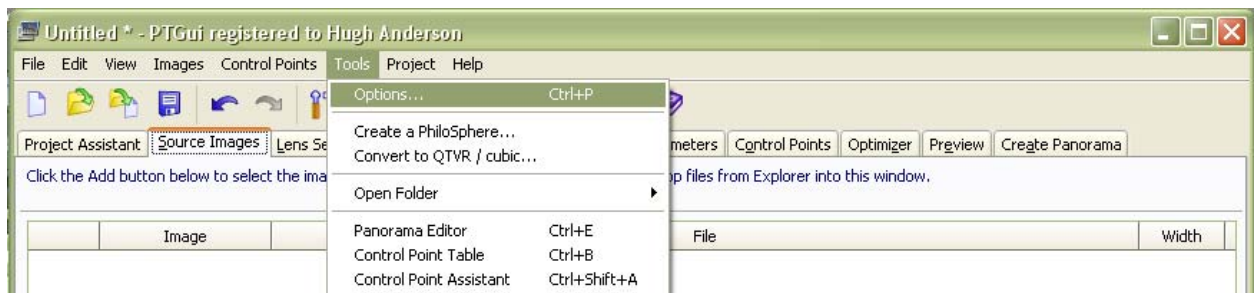 Untitled * - PTGui registered to Hugh Anderson
File Edit View Images Control Points Tools Project Help
Options... Ctrl+P
Create a PhiloSphere...
Convert to QTVR / cubic...
Open Folder
Panorama Editor Ctrl+E
Control Point Table Ctrl+B
Control Point Assistant Ctrl+Shift+A
Project Assistant Source Images Lens Se meters Control Points Optimizer Preview Create Panorama
Click the Add button below to select the ima op files from Explorer into this window.
Image File Width